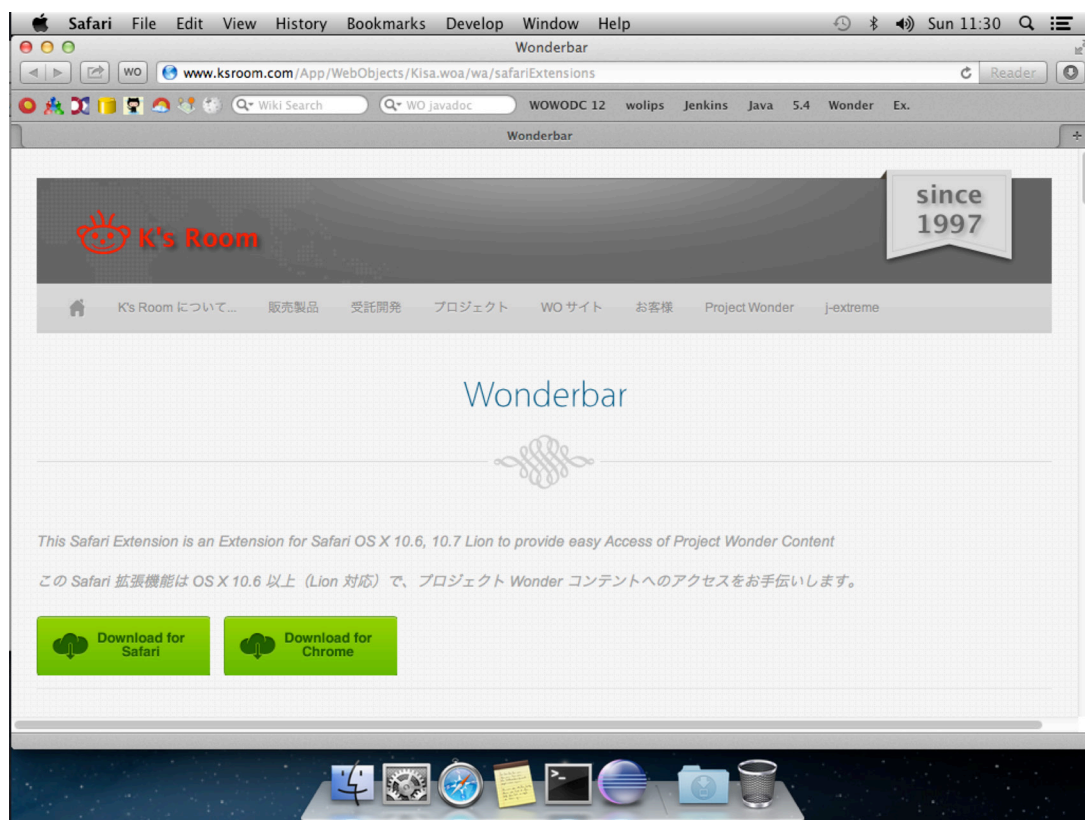 Safari File Edit View History Bookmarks Develop Window Help Sun 11:30
Wonderbar
WO www.ksroom.com/App/WebObjects/Kisa.woa/wa/safariExtensions Reader
Wiki Search WO javadoc WOWODC 12 wolips Jenkins Java 5.4 Wonder Ex.
Wonderbar
since
1997
K's Room
K's Room について... 販売製品 受託開発 プロジェクト WO サイト お客様 Project Wonder j-extreme
Wonderbar
This Safari Extension is an Extension for Safari OS X 10.6, 10.7 Lion to provide easy Access of Project Wonder Content
この Safari 拡張機能は OS X 10.6 以上（Lion 対応）で、プロジェクト Wonder コンテントへのアクセスをお手伝いします。
Download for
Safari
Download for
Chrome